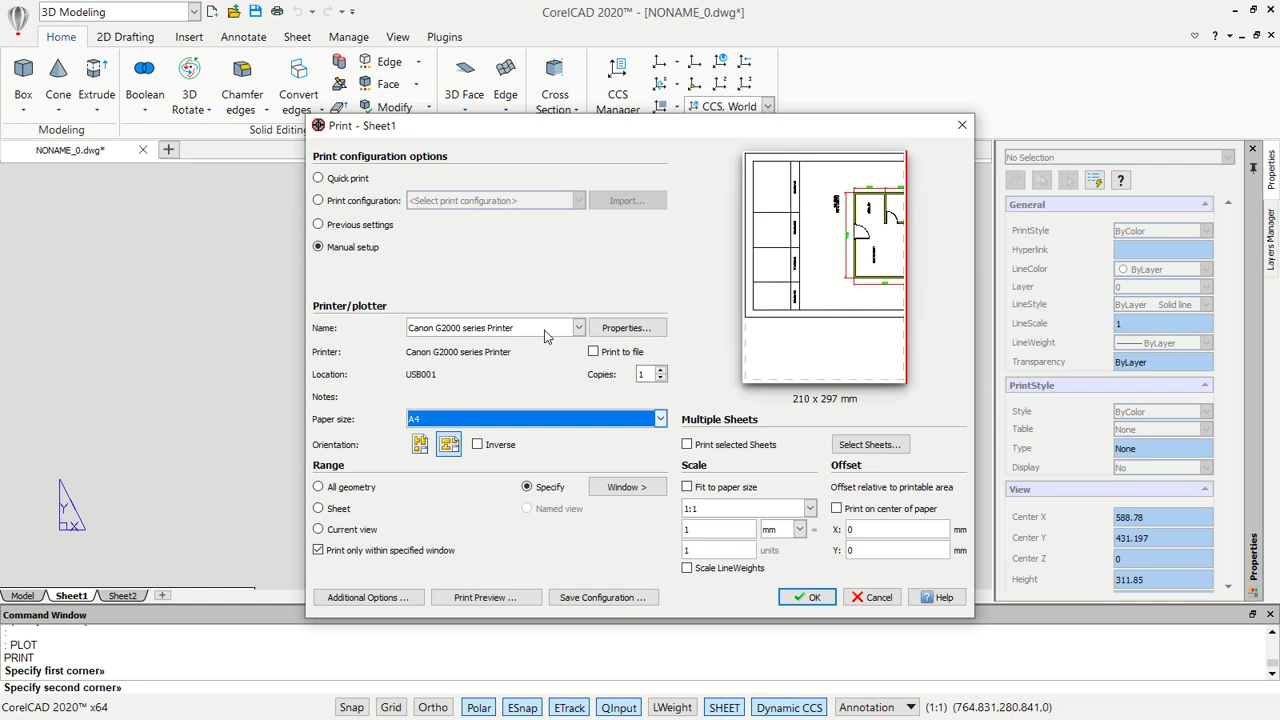 3D Modeling
CorelCAD 2020™ - [NONAME_0.dwg*]
Home
2D Drafting
Insert
Annotate
Sheet
Manage
View
Plugins
Box
Cone
Extrude
Boolean
3D
Rotate
Chamfer
edges
Convert
edges
Edge
Face
Modify
3D Face
Edge
Cross
Section
CCS
Manager
CCS, World
Modeling
Solid Editing
NONAME_0.dwg*
Print - Sheet1
Print configuration options
Quick print
Print configuration:
<Select print configuration>
Import...
Previous settings
Manual setup
Printer/plotter
Name:
Canon G2000 series Printer
Properties...
Printer:
Canon G2000 series Printer
Print to file
Location:
USB001
Copies:
1
Notes:
Paper size:
A4
Orientation:
Inverse
Range
All geometry
Specify
Window >
Sheet
Named view
Current view
Print only within specified window
210 x 297 mm
Multiple Sheets
Print selected Sheets
Select Sheets...
Scale
Fit to paper size
1:1
1
mm
=
1
units
Scale LineWeights
Offset
Offset relative to printable area
Print on center of paper
X:
0
mm
Y:
0
mm
Additional Options ...
Print Preview ...
Save Configuration ...
OK
Cancel
Help
No Selection
General
PrintStyle
ByColor
Hyperlink
LineColor
ByLayer
Layer
0
LineStyle
ByLayer Solid line
LineScale
1
LineWeight
ByLayer
Transparency
ByLayer
PrintStyle
Style
ByColor
Table
None
Type
None
Display
No
View
Center X
588.78
Center Y
431.197
Center Z
0
Height
311.85
Properties
Layers Manager
Properties
Y
X
Model
Sheet1
Sheet2
Command Window
:
: PLOT
PRINT
Specify first corner»
Specify second corner»
CorelCAD 2020™ x64
Snap
Grid
Ortho
Polar
ESnap
ETrack
QInput
LWeight
SHEET
Dynamic CCS
Annotation
(1:1)
(764.831,280.841,0)